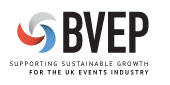 BVEP
SUPPORTING SUSTAINABLE GROWTH
FOR THE UK EVENTS INDUSTRY